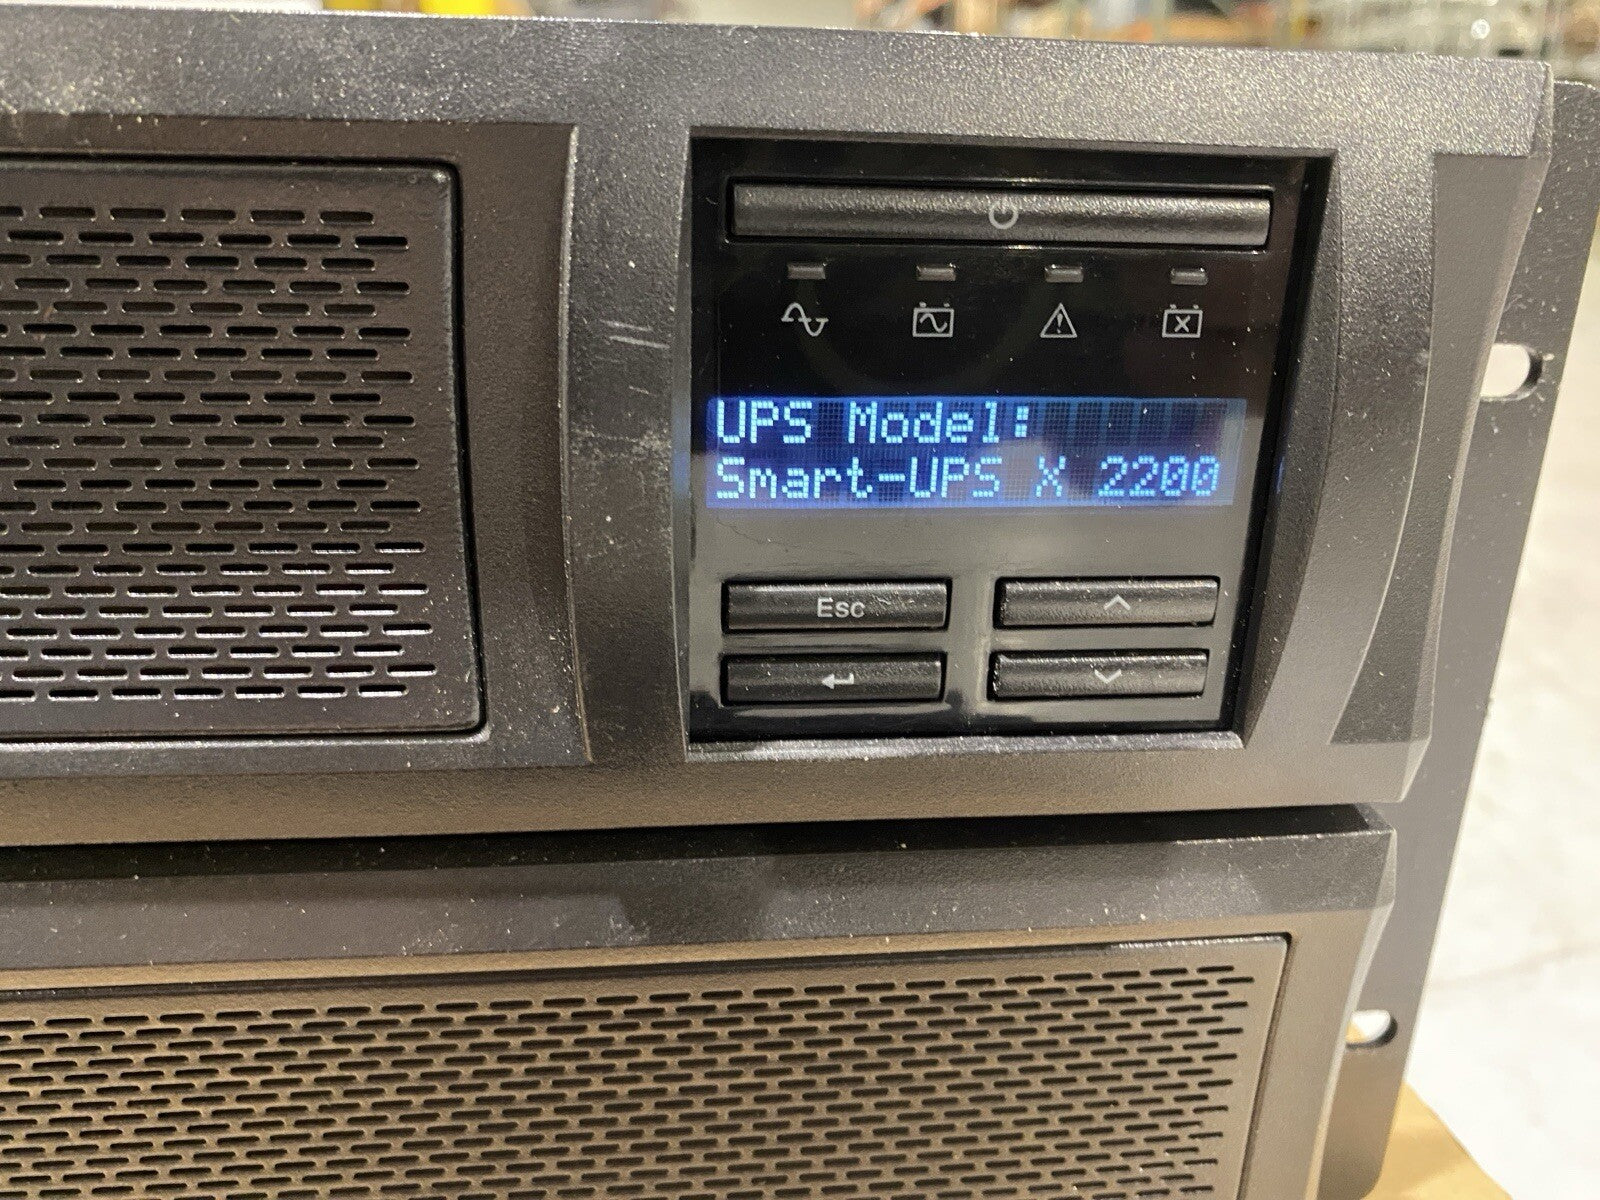 UPS Model:
Smart-UPS X 2200
Esc